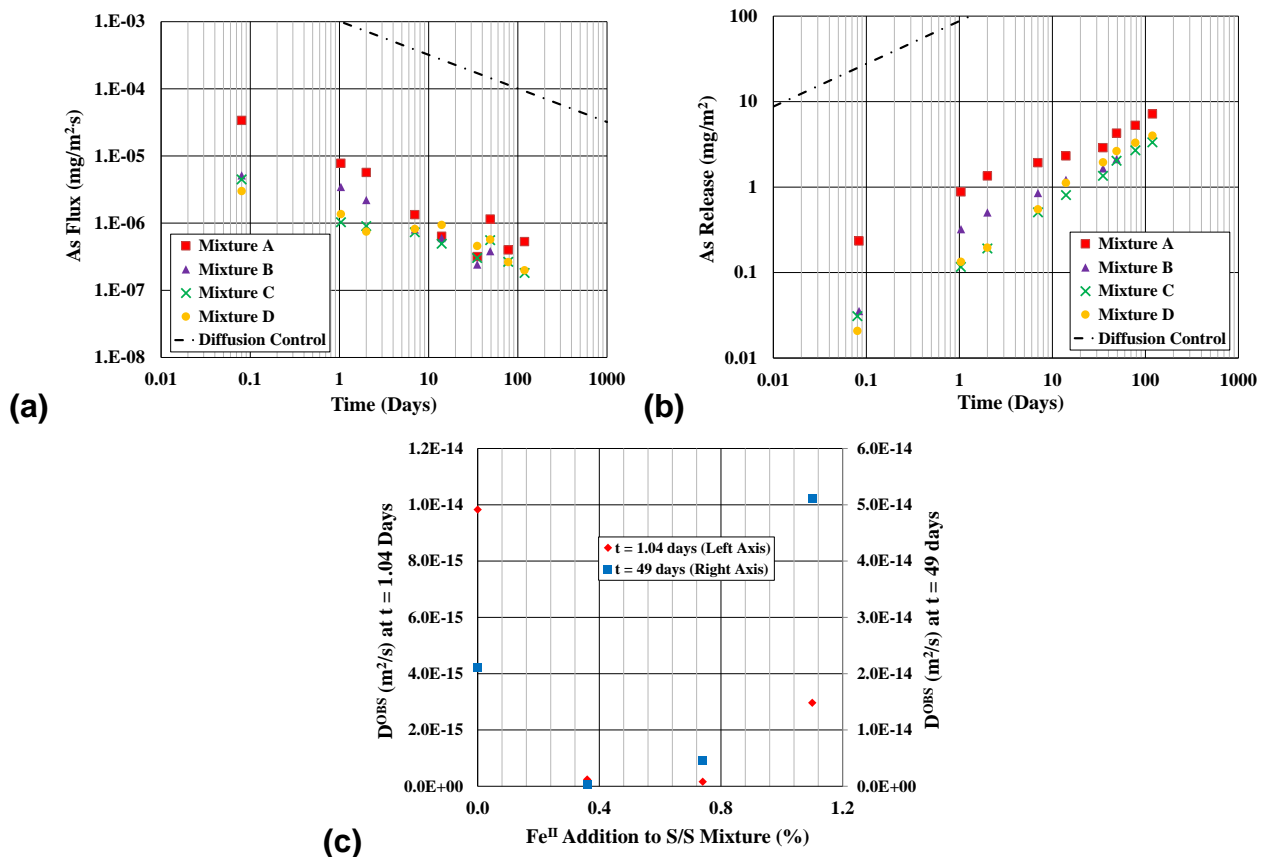 1.E-03
1.E-04
1.E-05
1.E-06
1.E-07
1.E-08
As Flux (mg/m²·s)
Mixture A
Mixture B
Mixture C
Mixture D
Diffusion Control
0.01 0.1 1 10 100 1000
Time (Days)
(a)
100
10
1
0.1
0.01
As Release (mg/m²)
Mixture A
Mixture B
Mixture C
Mixture D
Diffusion Control
0.01 0.1 1 10 100 1000
Time (Days)
(b)
1.2E-14
1.0E-14
8.0E-15
6.0E-15
4.0E-15
2.0E-15
0.0E+00
Dᴼᴮˢ (m²/s) at t = 1.04 Days
t = 1.04 days (Left Axis)
t = 49 days (Right Axis)
6.0E-14
5.0E-14
4.0E-14
3.0E-14
2.0E-14
1.0E-14
0.0E+00
Dᴼᴮˢ (m²/s) at t = 49 days
0.0 0.4 0.8 1.2
Feᴵᴵ Addition to S/S Mixture (%)
(c)